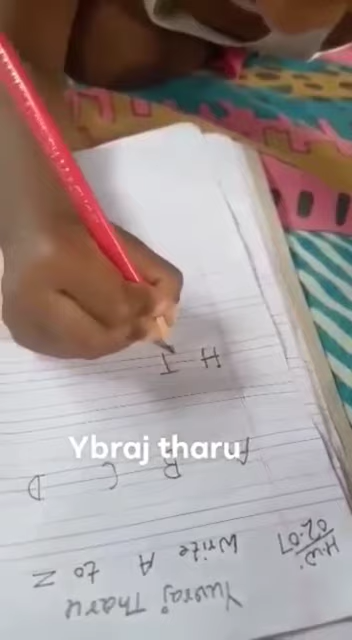 Yuvraj Tharu
H.W.
02.07
Write A to Z
A B C D
H I
Ybraj tharu